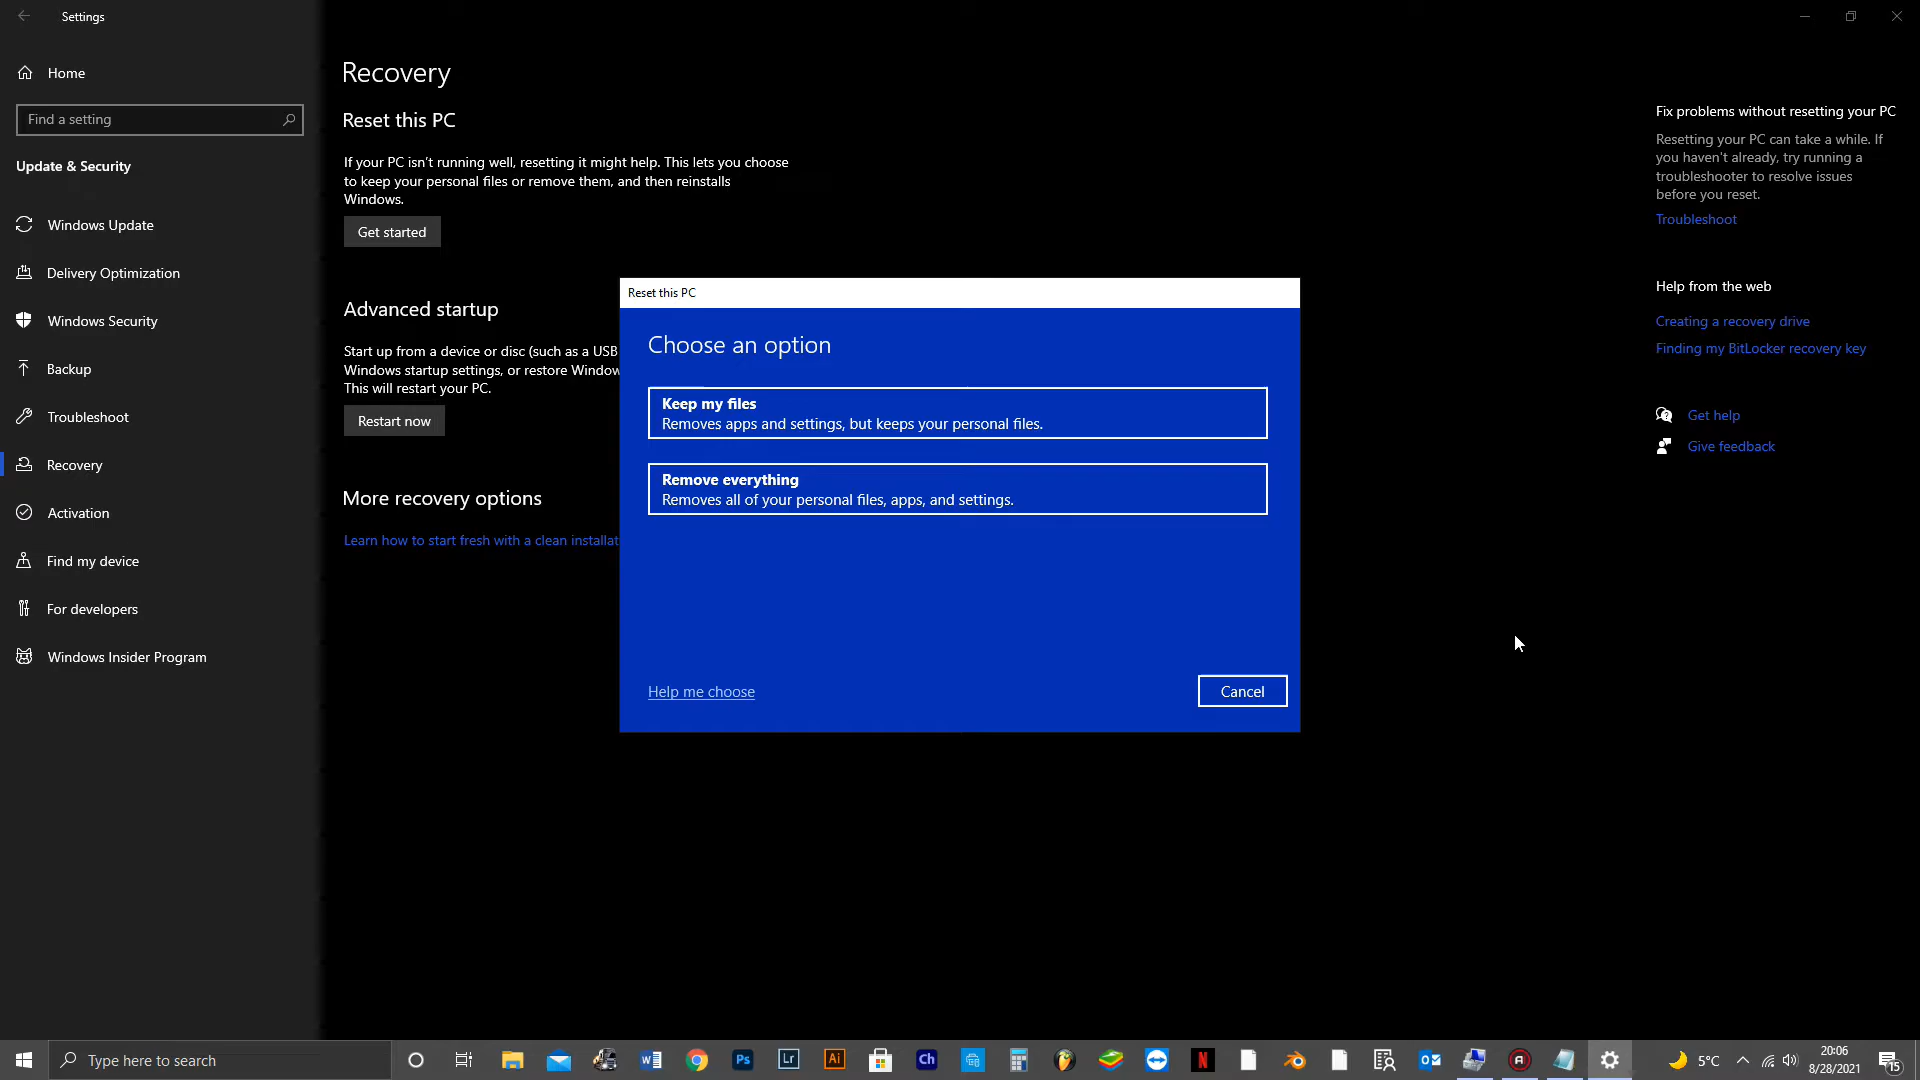 Settings
Home
Find a setting
Update & Security
Windows Update
Delivery Optimization
Windows Security
Backup
Troubleshoot
Recovery
Activation
Find my device
For developers
Windows Insider Program
Recovery
Reset this PC
If your PC isn't running well, resetting it might help. This lets you choose
to keep your personal files or remove them, and then reinstalls
Windows.
Get started
Advanced startup
Start up from a device or disc (such as a USB
Windows startup settings, or restore Window
This will restart your PC.
Restart now
More recovery options
Learn how to start fresh with a clean installat
Reset this PC
Choose an option
Keep my files
Removes apps and settings, but keeps your personal files.
Remove everything
Removes all of your personal files, apps, and settings.
Help me choose
Cancel
Fix problems without resetting your PC
Resetting your PC can take a while. If
you haven't already, try running a
troubleshooter to resolve issues
before you reset.
Troubleshoot
Help from the web
Creating a recovery drive
Finding my BitLocker recovery key
Get help
Give feedback
Type here to search
Ps
Lr
Ai
Ch
N
5°C
20:06
8/28/2021
15